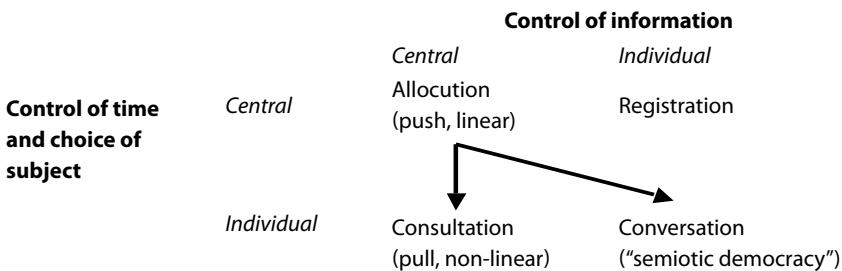 Control of information
Central Individual
Control of time
and choice of
subject
Central
Allocution
(push, linear)
Registration
Individual
Consultation
(pull, non-linear)
Conversation
(“semiotic democracy”)